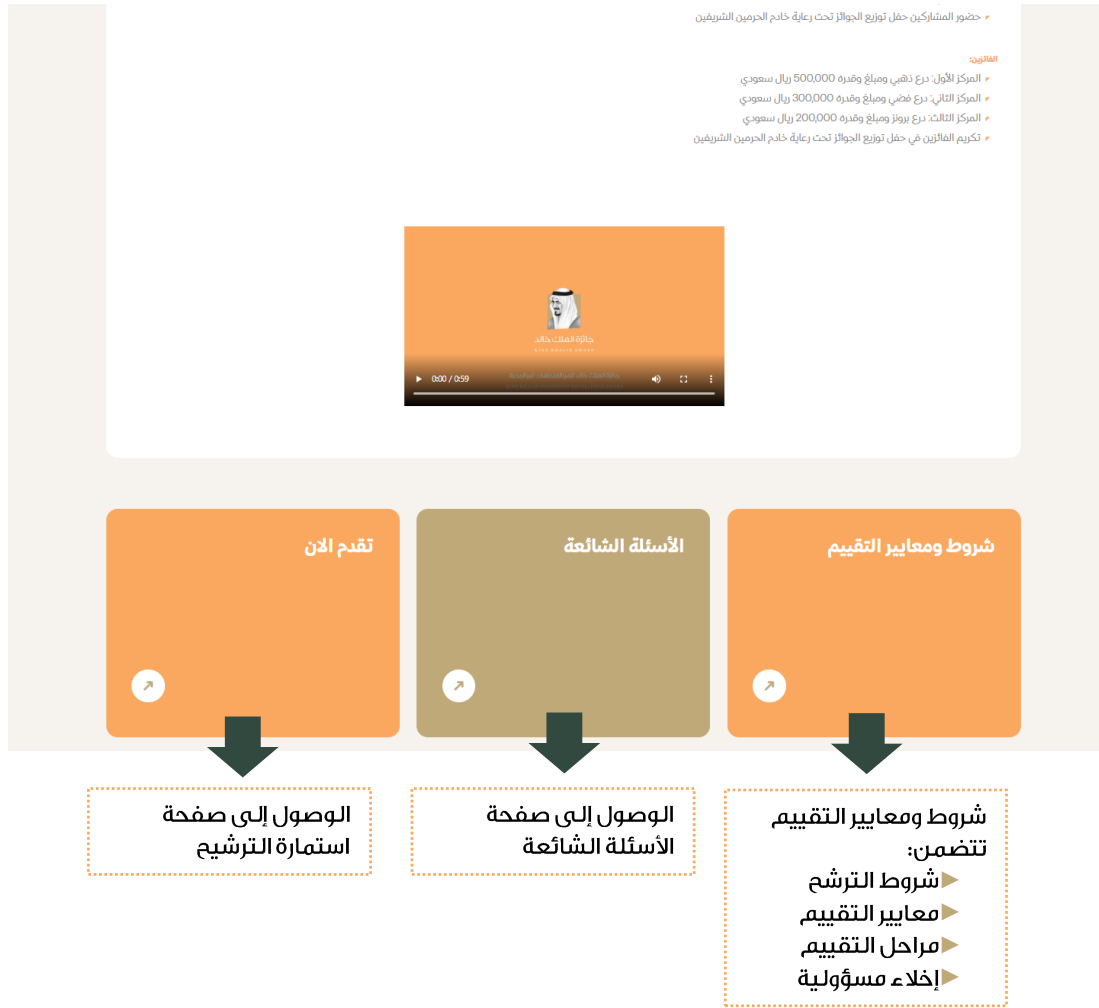 حضور المشاركين حفل توزيع الجوائز تحت رعاية خادم الحرمين الشريفين
الفائزين:
المركز الأول: درع ذهبي ومبلغ وقدره 500,000 ريال سعودي
المركز الثاني: درع فضي ومبلغ وقدره 300,000 ريال سعودي
المركز الثالث: درع برونز ومبلغ وقدره 200,000 ريال سعودي
تكريم الفائزين في حفل توزيع الجوائز تحت رعاية خادم الحرمين الشريفين
جائزة الملك خالد
KING KHALID AWARD
0:00 / 0:59
شروط ومعايير التقييم
الأسئلة الشائعة
تقدم الان
شروط ومعايير التقييم
تتضمن:
شروط الترشح
معايير التقييم
مراحل التقييم
إخلاء مسؤولية
الوصول إلى صفحة
الأسئلة الشائعة
الوصول إلى صفحة
استمارة الترشيح